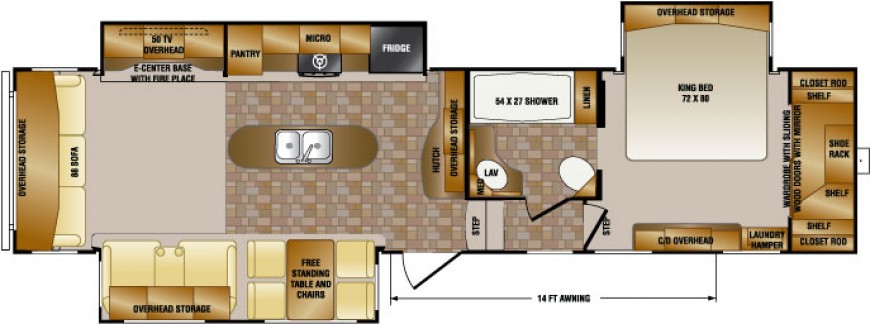 50 TV
OVERHEAD
E-CENTER BASE
WITH FIRE PLACE
PANTRY
MICRO
FRIDGE
OVERHEAD STORAGE
88 SOFA
HUTCH
OVERHEAD STORAGE
54 X 27 SHOWER
LINEN
LAV
MED
STEP
STEP
OVERHEAD STORAGE
KING BED
72 X 80
CLOSET ROD
SHELF
WARDROBE WITH SLIDING
WOOD DOORS WITH MIRROR
SHOE
RACK
SHELF
SHELF
CLOSET ROD
C/D OVERHEAD
LAUNDRY
HAMPER
OVERHEAD STORAGE
FREE
STANDING
TABLE AND
CHAIRS
14 FT AWNING